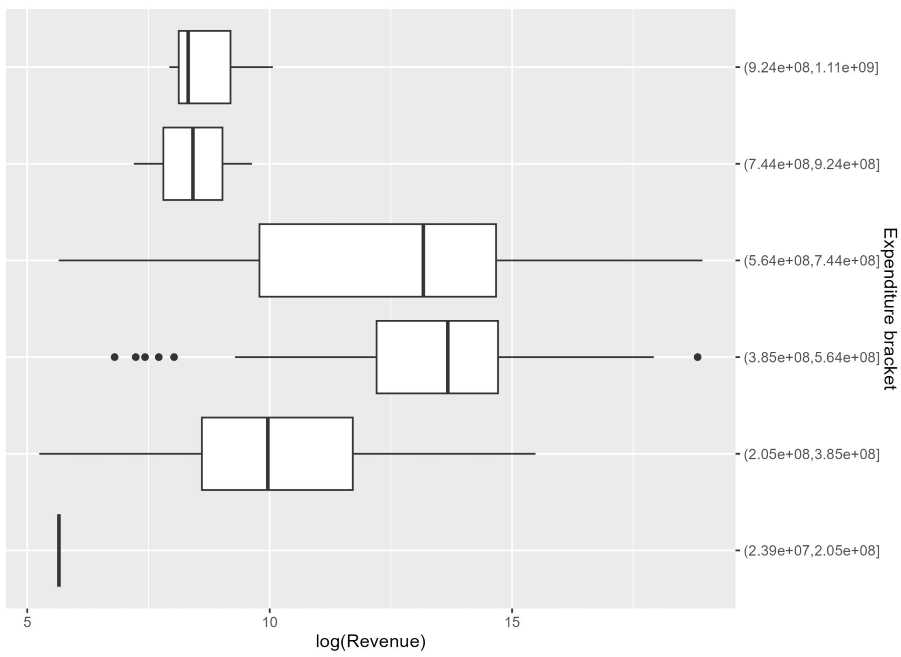 (9.24e+08,1.11e+09]
(7.44e+08,9.24e+08]
(5.64e+08,7.44e+08]
(3.85e+08,5.64e+08]
(2.05e+08,3.85e+08]
(2.39e+07,2.05e+08]
Expenditure bracket
5
10
15
log(Revenue)